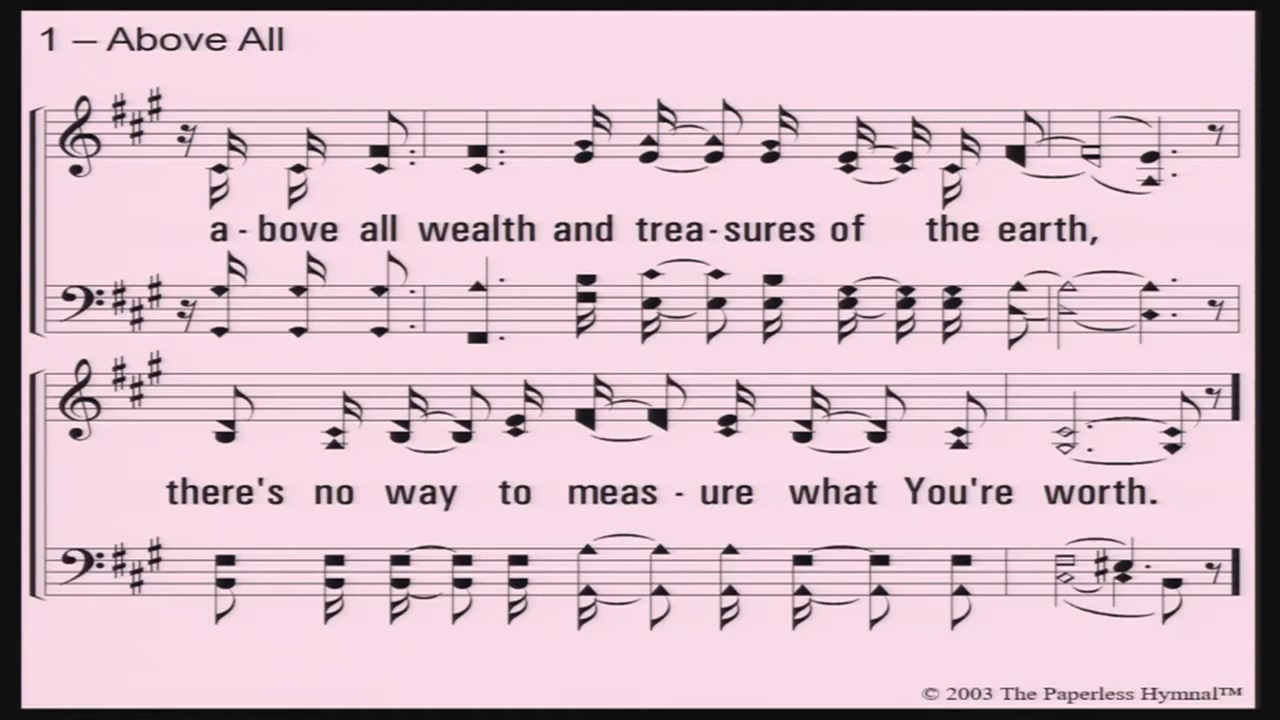 1 – Above All
a - bove all wealth and trea - sures of the earth,
there's no way to meas - ure what You're worth.
© 2003 The Paperless Hymnal™